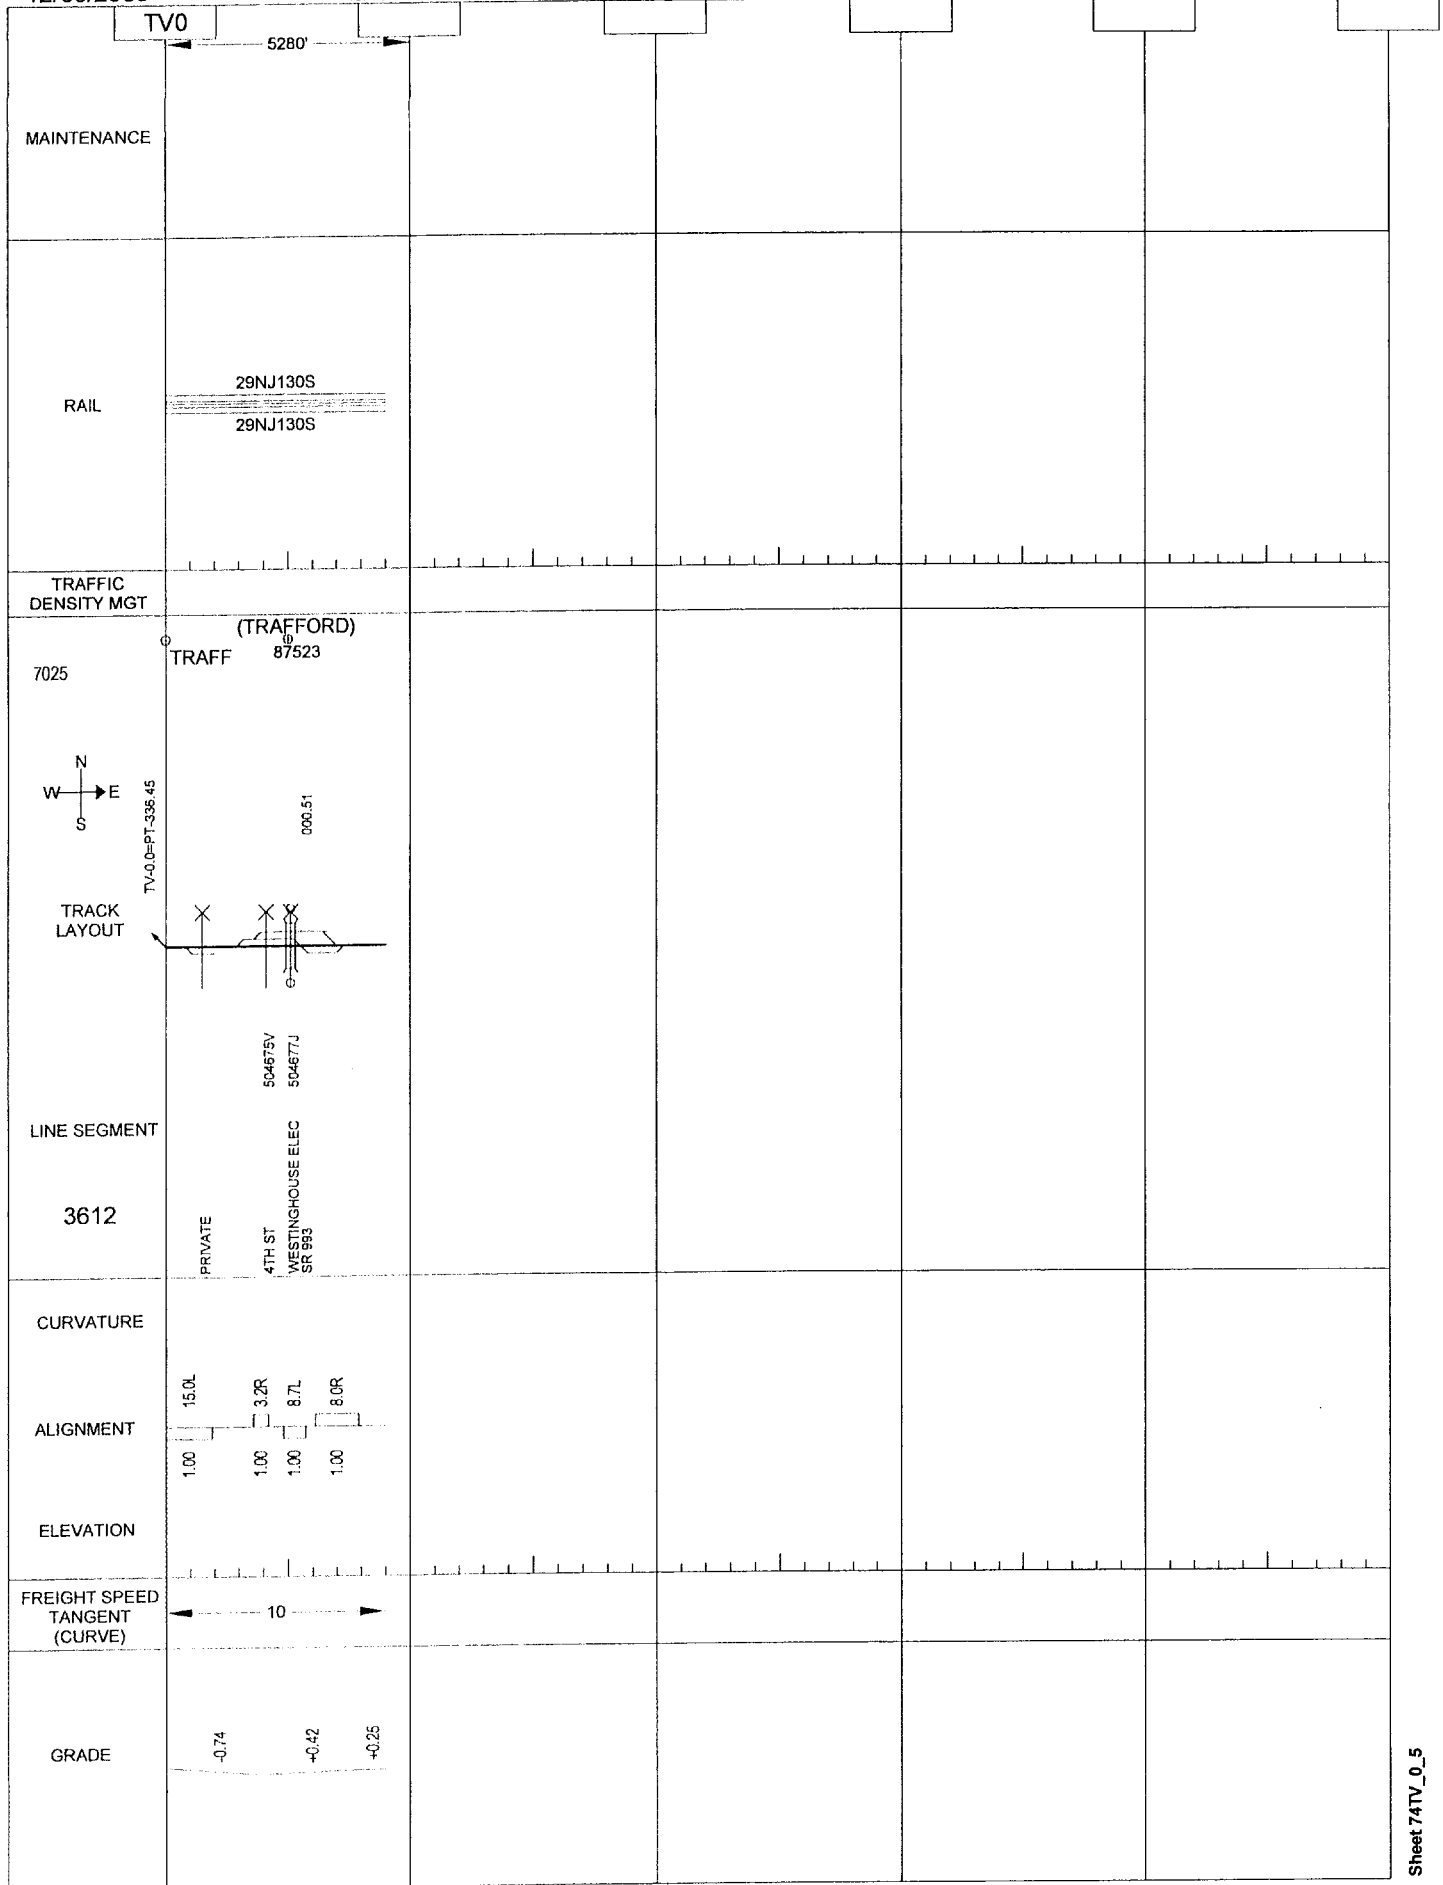 TV0
5280'
MAINTENANCE
29NJ130S
RAIL
29NJ130S
TRAFFIC
DENSITY MGT
(TRAFFORD)
TRAFF
87523
7025
N
W
E
S
TV-0.0=PT-336.45
000.51
TRACK
LAYOUT
504675V
504677J
LINE SEGMENT
3612
PRIVATE
4TH ST
WESTINGHOUSE ELEC
SR 993
CURVATURE
15.0L
3.2R
8.7L
8.0R
ALIGNMENT
1.00
1.00
1.00
1.00
ELEVATION
FREIGHT SPEED
TANGENT
(CURVE)
10
GRADE
-0.74
+0.42
+0.25
Sheet 74TV_0_5